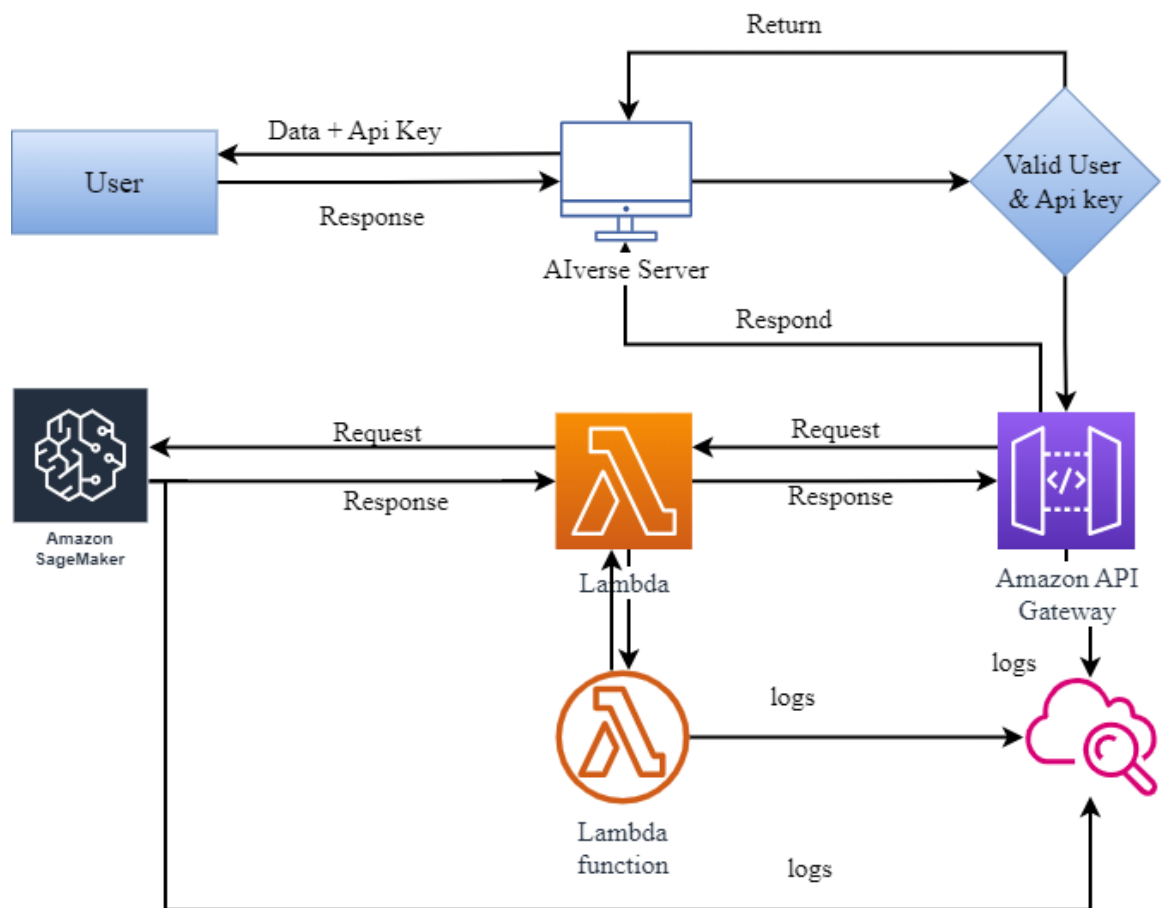 Return
Data + Api Key
User
Response
Valid User
& Api key
AIverse Server
Respond
Request
Request
Response
Response
Amazon
SageMaker
Lambda
Amazon API
Gateway
</>
logs
logs
Lambda
function
logs